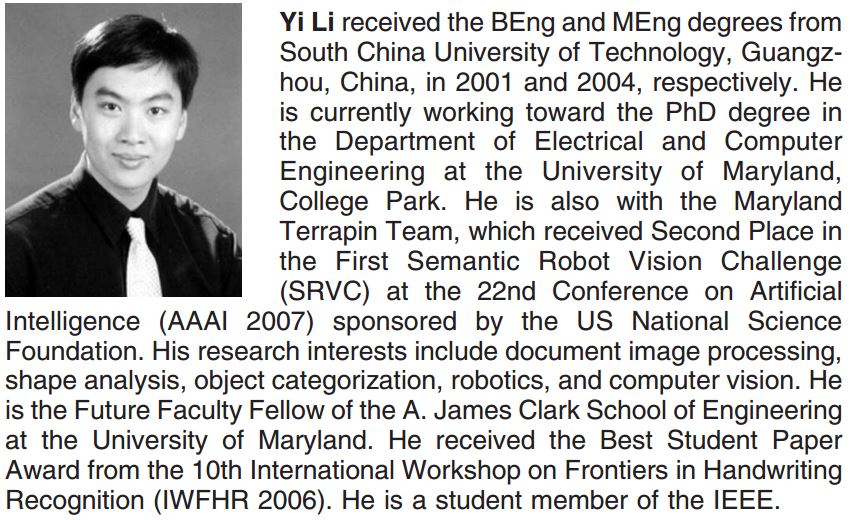 Yi Li received the BEng and MEng degrees from
South China University of Technology, Guangz-
hou, China, in 2001 and 2004, respectively. He
is currently working toward the PhD degree in
the Department of Electrical and Computer
Engineering at the University of Maryland,
College Park. He is also with the Maryland
Terrapin Team, which received Second Place in
the First Semantic Robot Vision Challenge
(SRVC) at the 22nd Conference on Artificial
Intelligence (AAAI 2007) sponsored by the US National Science
Foundation. His research interests include document image processing,
shape analysis, object categorization, robotics, and computer vision. He
is the Future Faculty Fellow of the A. James Clark School of Engineering
at the University of Maryland. He received the Best Student Paper
Award from the 10th International Workshop on Frontiers in Handwriting
Recognition (IWFHR 2006). He is a student member of the IEEE.